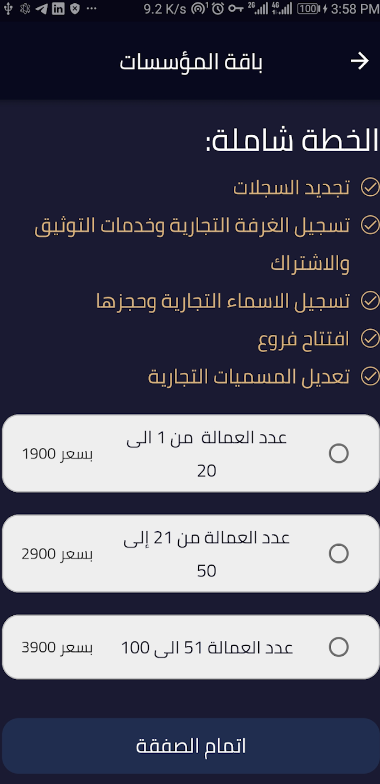 9.2 K/s 26 4G 100 3:58 PM
باقة المؤسسات
الخطة شاملة:
تجديد السجلات
تسجيل الغرفة التجارية وخدمات التوثيق
والاشتراك
تسجيل الاسماء التجارية وحجزها
افتتاح فروع
تعديل المسميات التجارية
عدد العمالة من 1 الى
20
بسعر 1900
عدد العمالة من 21 إلى
50
بسعر 2900
عدد العمالة 51 الى 100
بسعر 3900
اتمام الصفقة